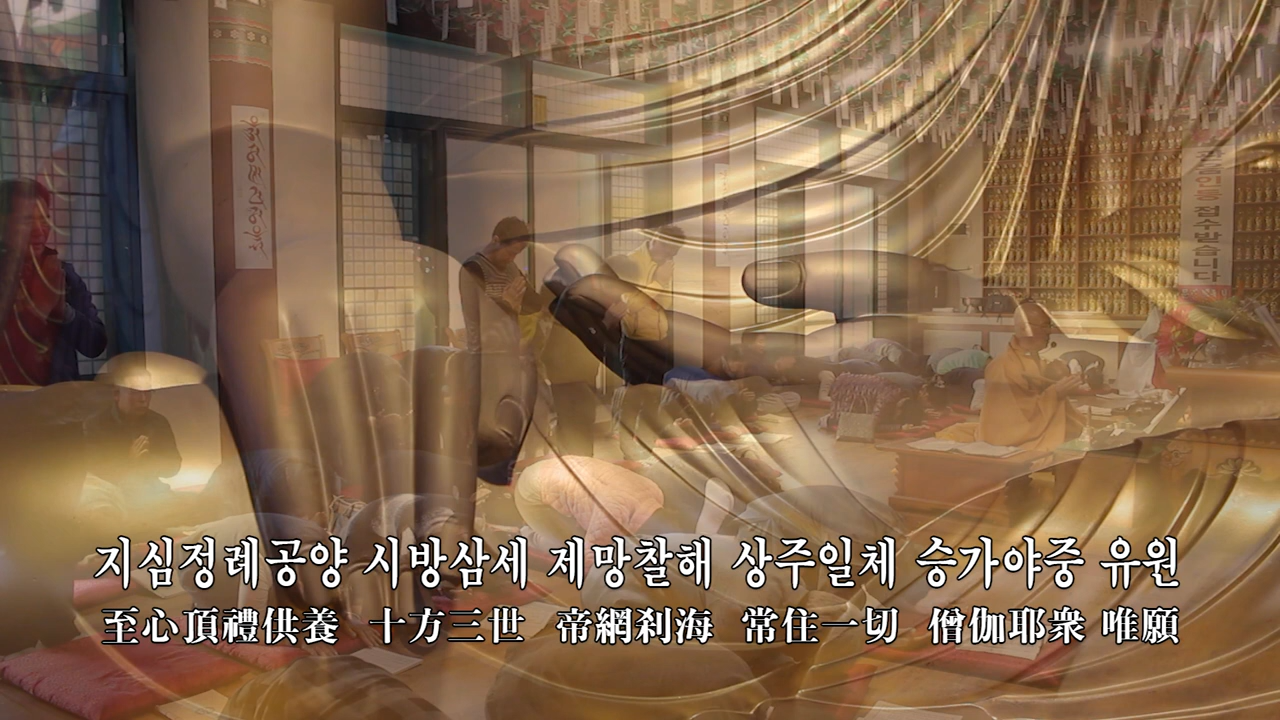 지심정례공양 시방삼세 제망찰해 상주일체 승가야중 유원
至心頂禮供養 十方三世 帝網刹海 常住一切 僧伽耶衆 唯願